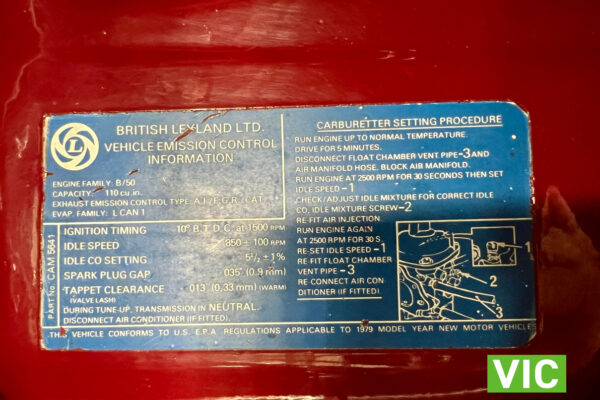 L
BRITISH LEYLAND LTD.
VEHICLE EMISSION CONTROL
INFORMATION
ENGINE FAMILY: B/50
CAPACITY: 110 cu.in.
EXHAUST EMISSION CONTROL TYPE: A.I./E.G.R./CAT.
EVAP. FAMILY: L CAN 1
PART No. CAM 5641
IGNITION TIMING 10° B.T.D.C. at 1500 RPM
IDLE SPEED 850 ± 100 RPM
IDLE CO SETTING 5½ ± 1%
SPARK PLUG GAP .035" (0.9 mm)
TAPPET CLEARANCE .013" (0.33 mm) (WARM)
(VALVE LASH)
DURING TUNE-UP, TRANSMISSION IN NEUTRAL.
DISCONNECT AIR CONDITIONER (IF FITTED).
CARBURETTER SETTING PROCEDURE
RUN ENGINE UP TO NORMAL TEMPERATURE.
DRIVE FOR 5 MINUTES.
DISCONNECT FLOAT CHAMBER VENT PIPE-3 AND
AIR MANIFOLD HOSE. BLOCK AIR MANIFOLD.
RUN ENGINE AT 2500 RPM FOR 30 SECONDS THEN SET
IDLE SPEED -1
CHECK/ADJUST IDLE MIXTURE FOR CORRECT IDLE
CO, IDLE MIXTURE SCREW-2
RE-FIT AIR INJECTION
RUN ENGINE AGAIN
AT 2500 RPM FOR 30 S
RE-SET IDLE SPEED -1
RE-FIT FLOAT CHAMBER
VENT PIPE -3
RE CONNECT AIR CON
DITIONER (IF FITTED)
1
2
3
THIS VEHICLE CONFORMS TO U.S. E.P.A. REGULATIONS APPLICABLE TO 1979 MODEL YEAR NEW MOTOR VEHICLES
VIC